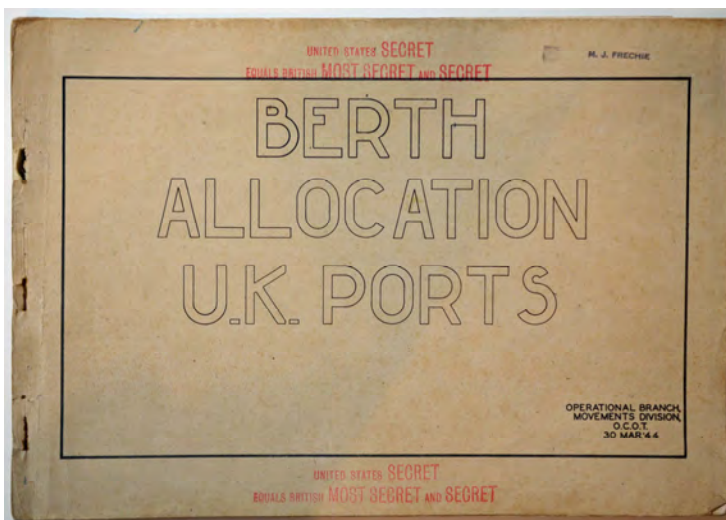 UNITED STATES SECRET
EQUALS BRITISH MOST SECRET AND SECRET
M. J. FRECHIE
BERTH
ALLOCATION
U.K. PORTS
OPERATIONAL BRANCH,
MOVEMENTS DIVISION,
O.C.O.T.
30 MAR '44
UNITED STATES SECRET
EQUALS BRITISH MOST SECRET AND SECRET